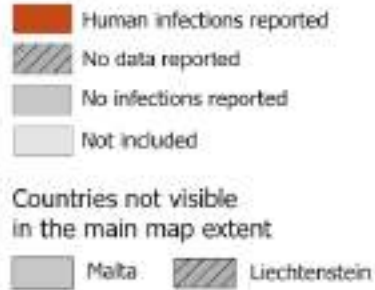 Human infections reported
No data reported
No infections reported
Not included
Countries not visible
in the main map extent
Malta Liechtenstein